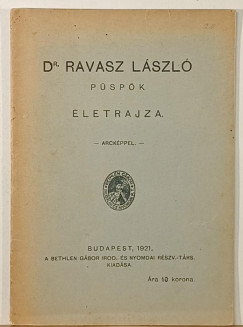 DR. RAVASZ LÁSZLÓ
PÜSPÖK
ÉLETRAJZA.
— ARCKÉPPEL. —
BUDAPEST, 1921.
A BETHLEN GÁBOR IROD. ÉS NYOMDAI RÉSZV.-TÁRS.
KIADÁSA.
Ára 10 korona.